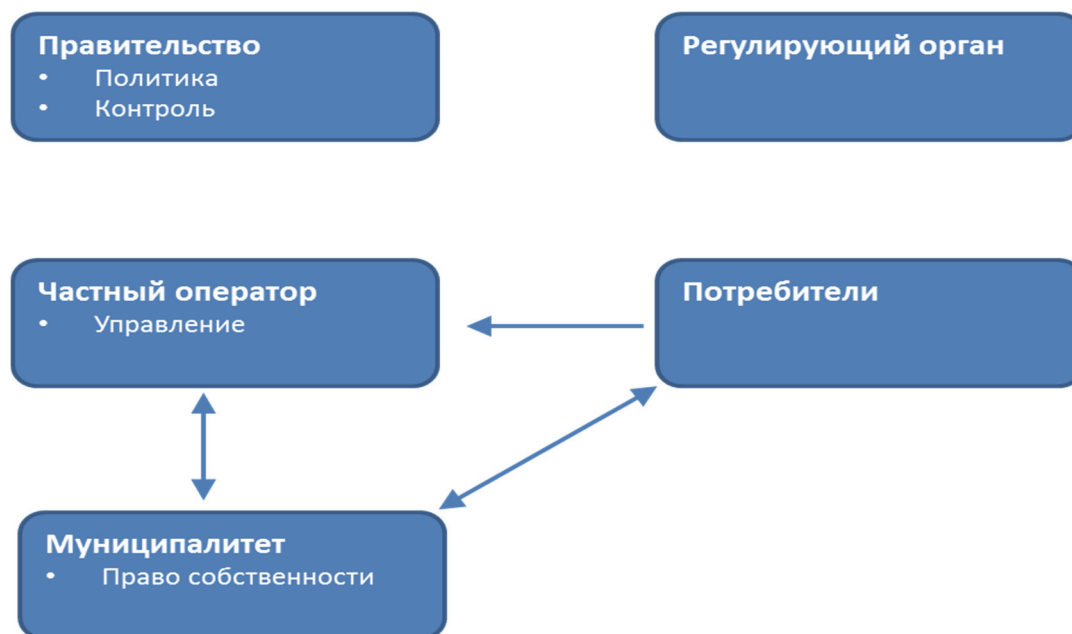 Правительство
• Политика
• Контроль
Регулирующий орган
Частный оператор
• Управление
Потребители
Муниципалитет
• Право собственности